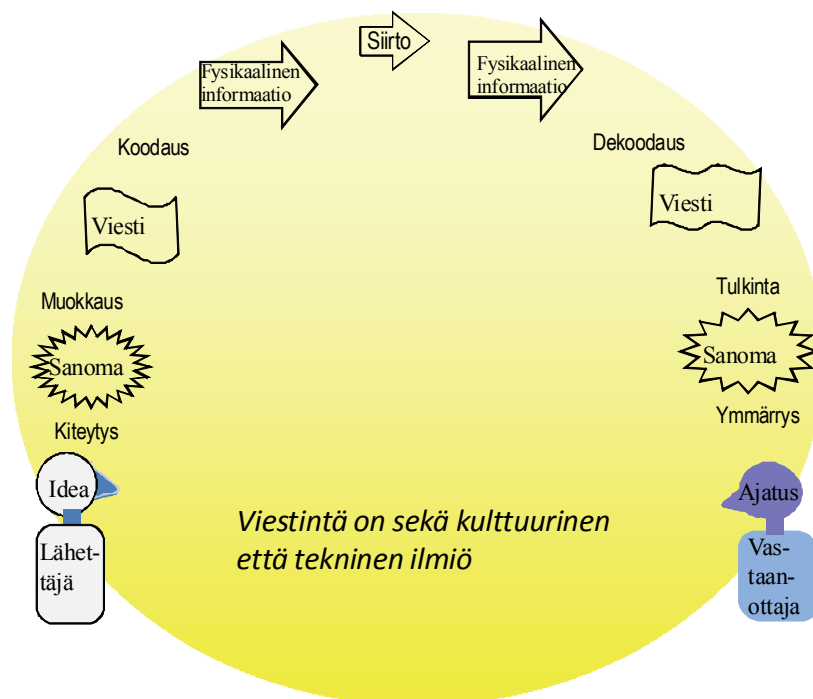 Siirto
Fysikaalinen
informaatio
Fysikaalinen
informaatio
Koodaus
Dekoodaus
Viesti
Viesti
Muokkaus
Tulkinta
Sanoma
Sanoma
Kiteytys
Ymmärrys
Idea
Ajatus
Lähet-
täjä
Viestintä on sekä kulttuurinen
että tekninen ilmiö
Vas-
taan-
ottaja